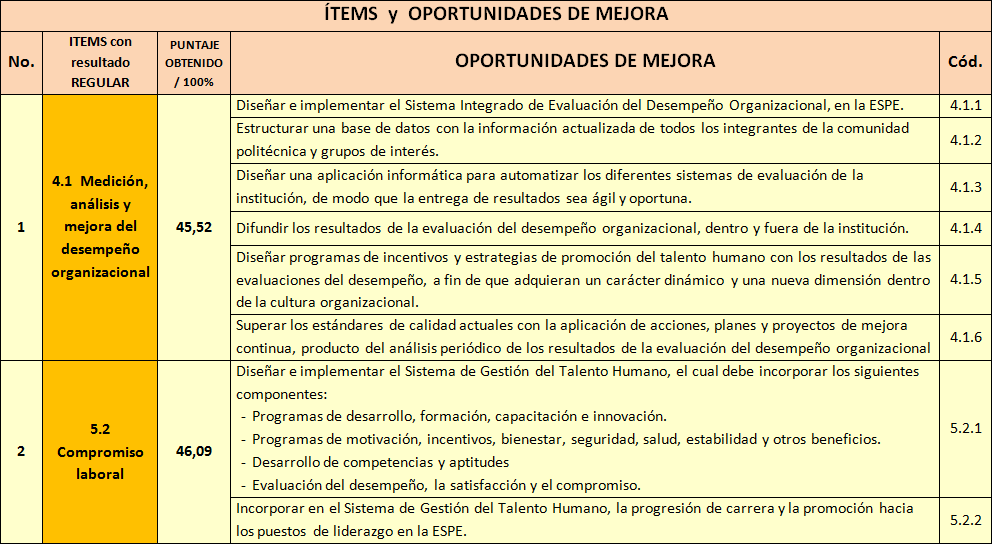 ÍTEMS y OPORTUNIDADES DE MEJORA
No.
ITEMS con
resultado
REGULAR
PUNTAJE
OBTENIDO
/ 100%
OPORTUNIDADES DE MEJORA
Cód.
1
4.1 Medición,
análisis y
mejora del
desempeño
organizacional
45,52
Diseñar e implementar el Sistema Integrado de Evaluación del Desempeño Organizacional, en la ESPE.
4.1.1
Estructurar una base de datos con la información actualizada de todos los integrantes de la comunidad
politécnica y grupos de interés.
4.1.2
Diseñar una aplicación informática para automatizar los diferentes sistemas de evaluación de la
institución, de modo que la entrega de resultados sea ágil y oportuna.
4.1.3
Difundir los resultados de la evaluación del desempeño organizacional, dentro y fuera de la institución.
4.1.4
Diseñar programas de incentivos y estrategias de promoción del talento humano con los resultados de las
evaluaciones del desempeño, a fin de que adquieran un carácter dinámico y una nueva dimensión dentro
de la cultura organizacional.
4.1.5
Superar los estándares de calidad actuales con la aplicación de acciones, planes y proyectos de mejora
continua, producto del análisis periódico de los resultados de la evaluación del desempeño organizacional
4.1.6
2
5.2
Compromiso
laboral
46,09
Diseñar e implementar el Sistema de Gestión del Talento Humano, el cual debe incorporar los siguientes
componentes:
- Programas de desarrollo, formación, capacitación e innovación.
- Programas de motivación, incentivos, bienestar, seguridad, salud, estabilidad y otros beneficios.
- Desarrollo de competencias y aptitudes
- Evaluación del desempeño, la satisfacción y el compromiso.
5.2.1
Incorporar en el Sistema de Gestión del Talento Humano, la progresión de carrera y la promoción hacia
los puestos de liderazgo en la ESPE.
5.2.2